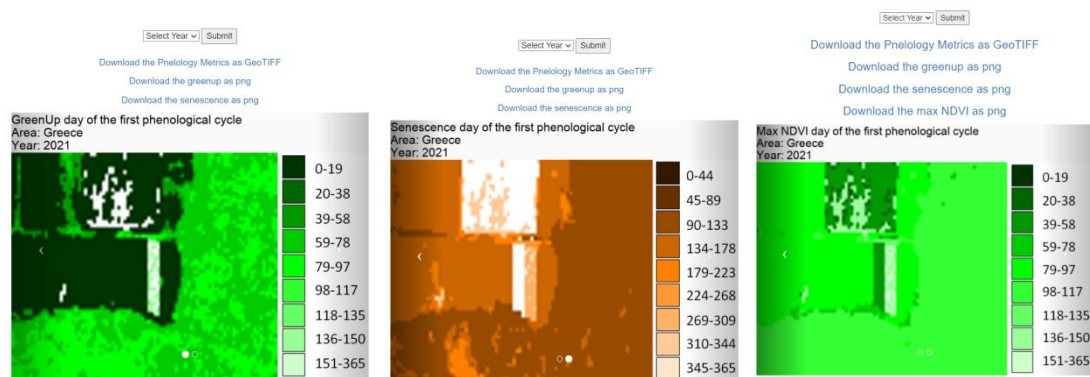 Select Year Submit
Download the Pnelology Metrics as GeoTIFF
Download the greenup as png
Download the senescence as png
GreenUp day of the first phenological cycle
Area: Greece
Year: 2021
0-19
20-38
39-58
59-78
79-97
98-117
118-135
136-150
151-365
Select Year Submit
Download the Pnelology Metrics as GeoTIFF
Download the greenup as png
Download the senescence as png
Senescence day of the first phenological cycle
Area: Greece
Year: 2021
0-44
45-89
90-133
134-178
179-223
224-268
269-309
310-344
345-365
Select Year Submit
Download the Pnelology Metrics as GeoTIFF
Download the greenup as png
Download the senescence as png
Download the max NDVI as png
Max NDVI day of the first phenological cycle
Area: Greece
Year: 2021
0-19
20-38
39-58
59-78
79-97
98-117
118-135
136-150
151-365